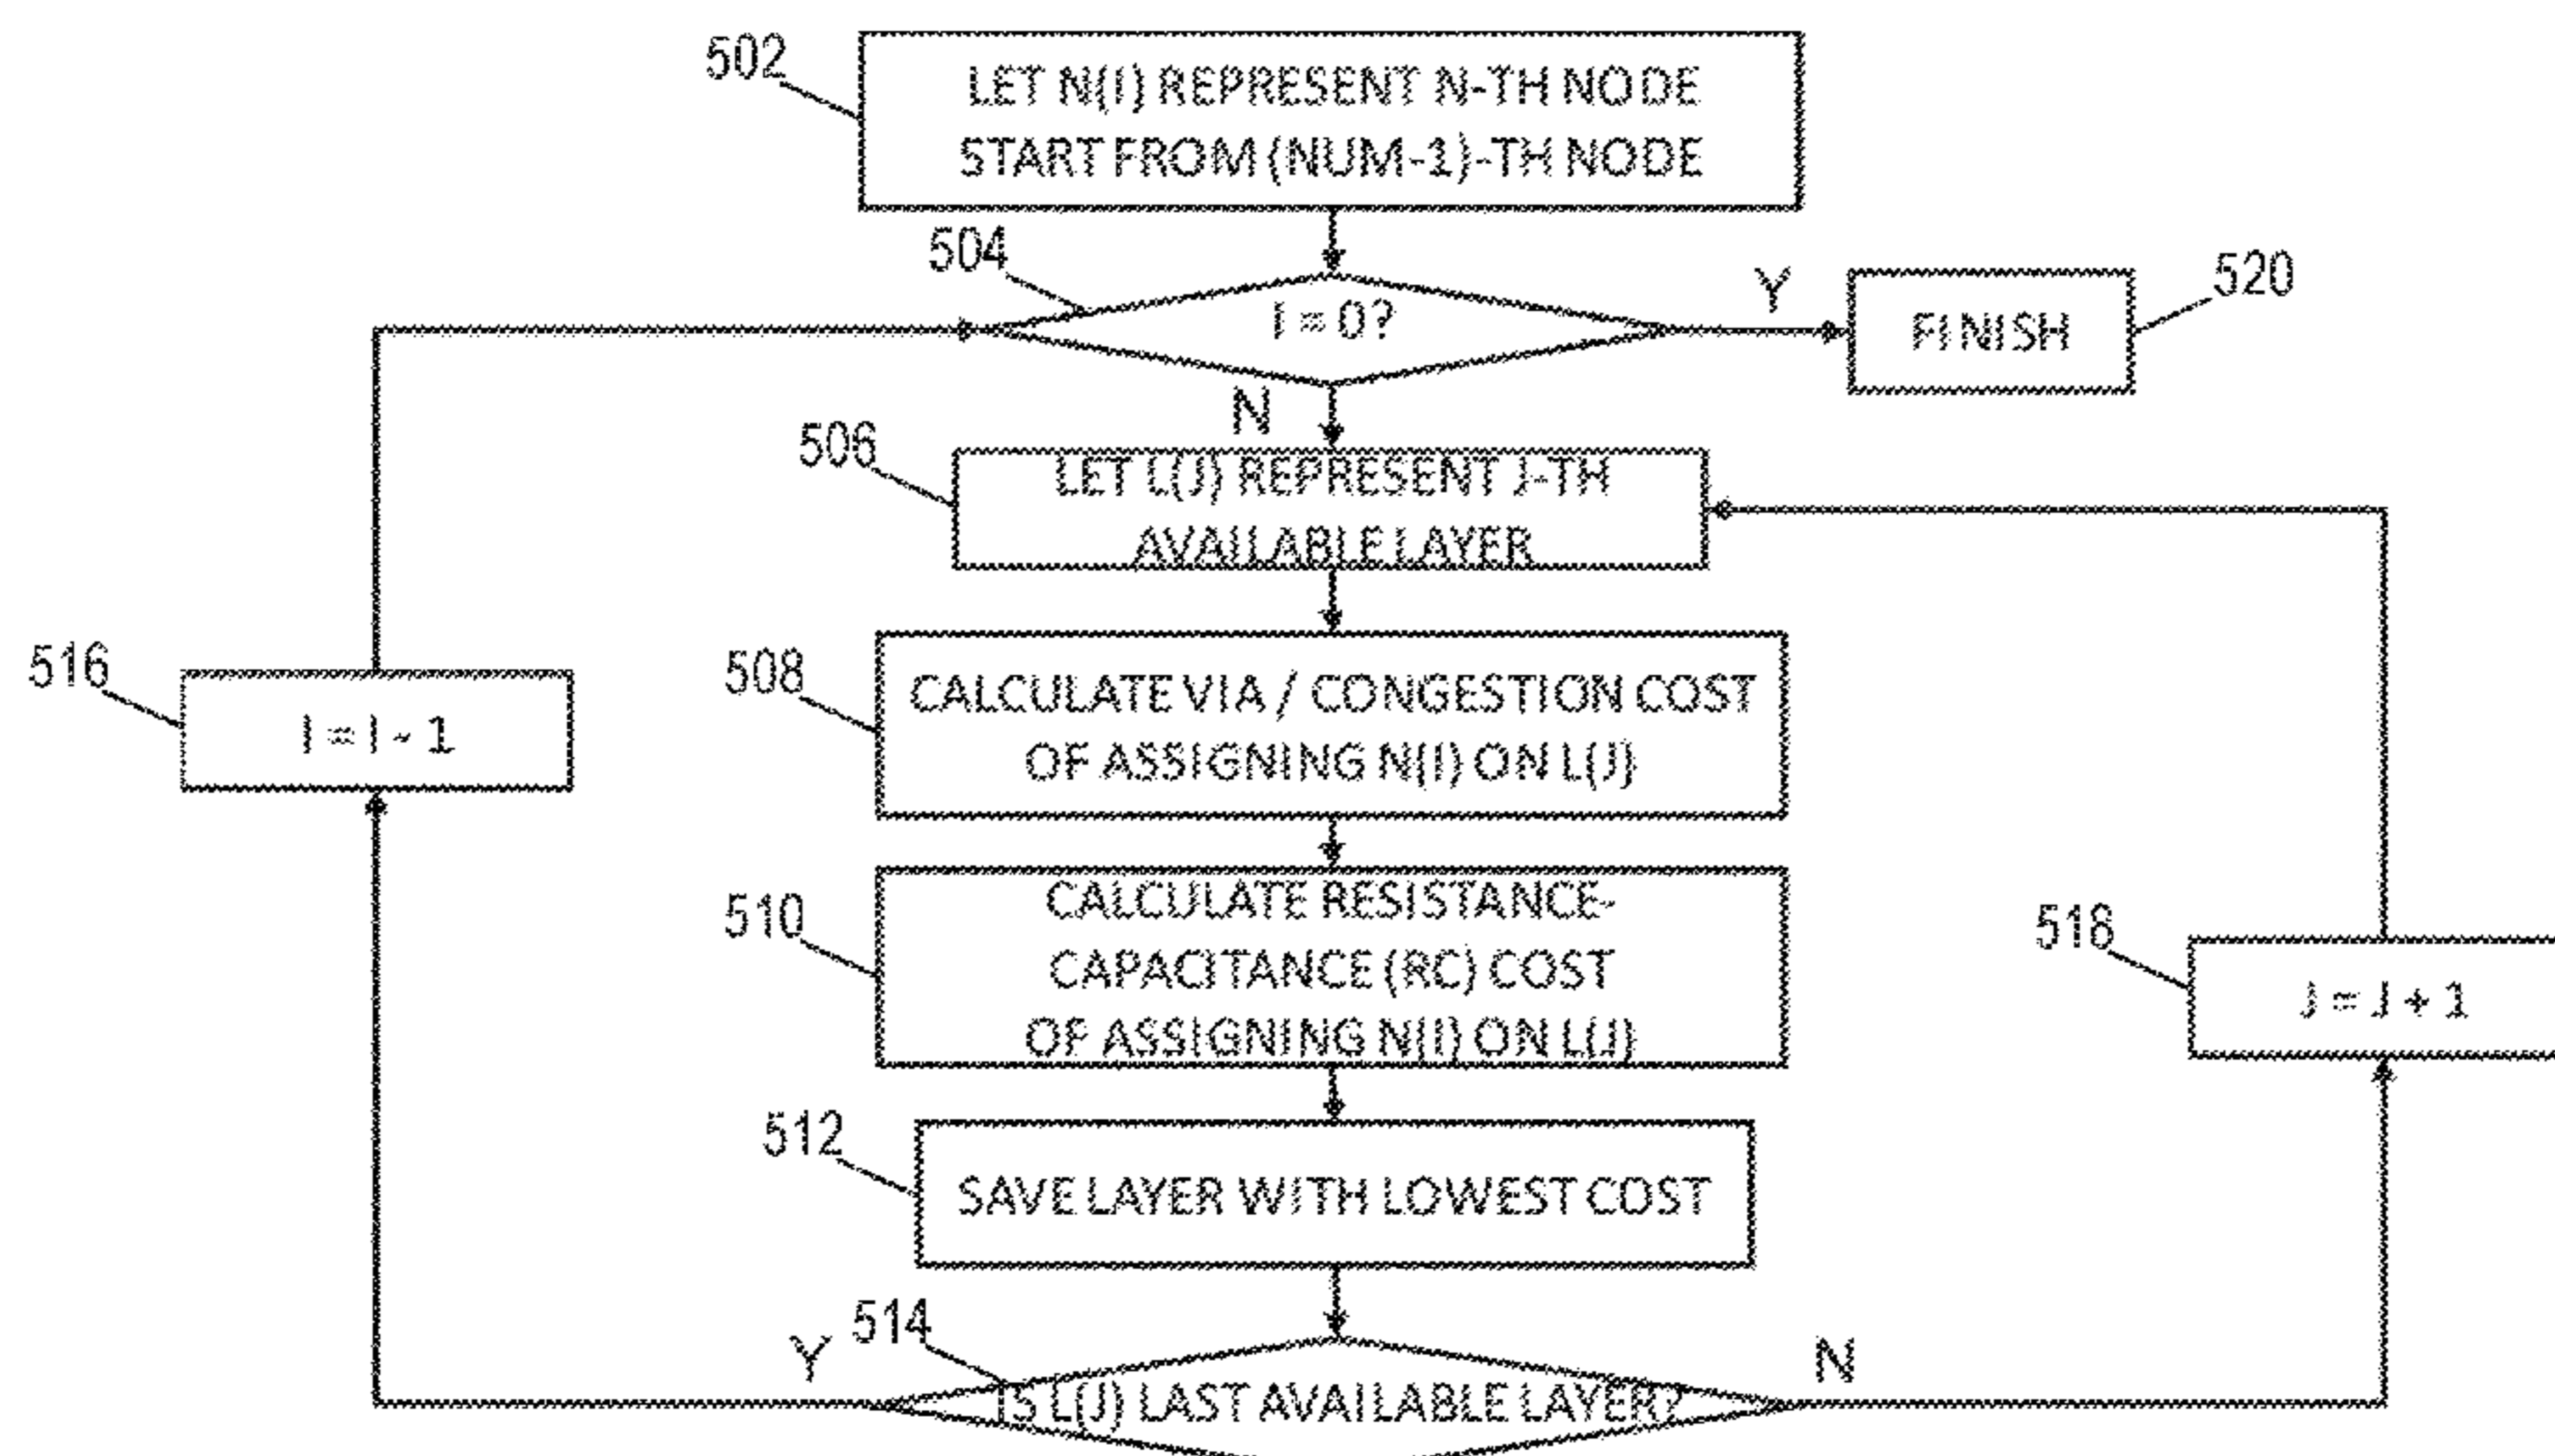 502
LET N(I) REPRESENT N-TH NODE
START FROM (NUM-1)-TH NODE
504
I = 0?
Y
FINISH
520
N
506
LET L(J) REPRESENT J-TH
AVAILABLE LAYER
516
I = I - 1
508
CALCULATE VIA / CONGESTION COST
OF ASSIGNING N(I) ON L(J)
510
CALCULATE RESISTANCE-
CAPACITANCE (RC) COST
OF ASSIGNING N(I) ON L(J)
518
J = J + 1
512
SAVE LAYER WITH LOWEST COST
514
Y
IS L(J) LAST AVAILABLE LAYER?
N